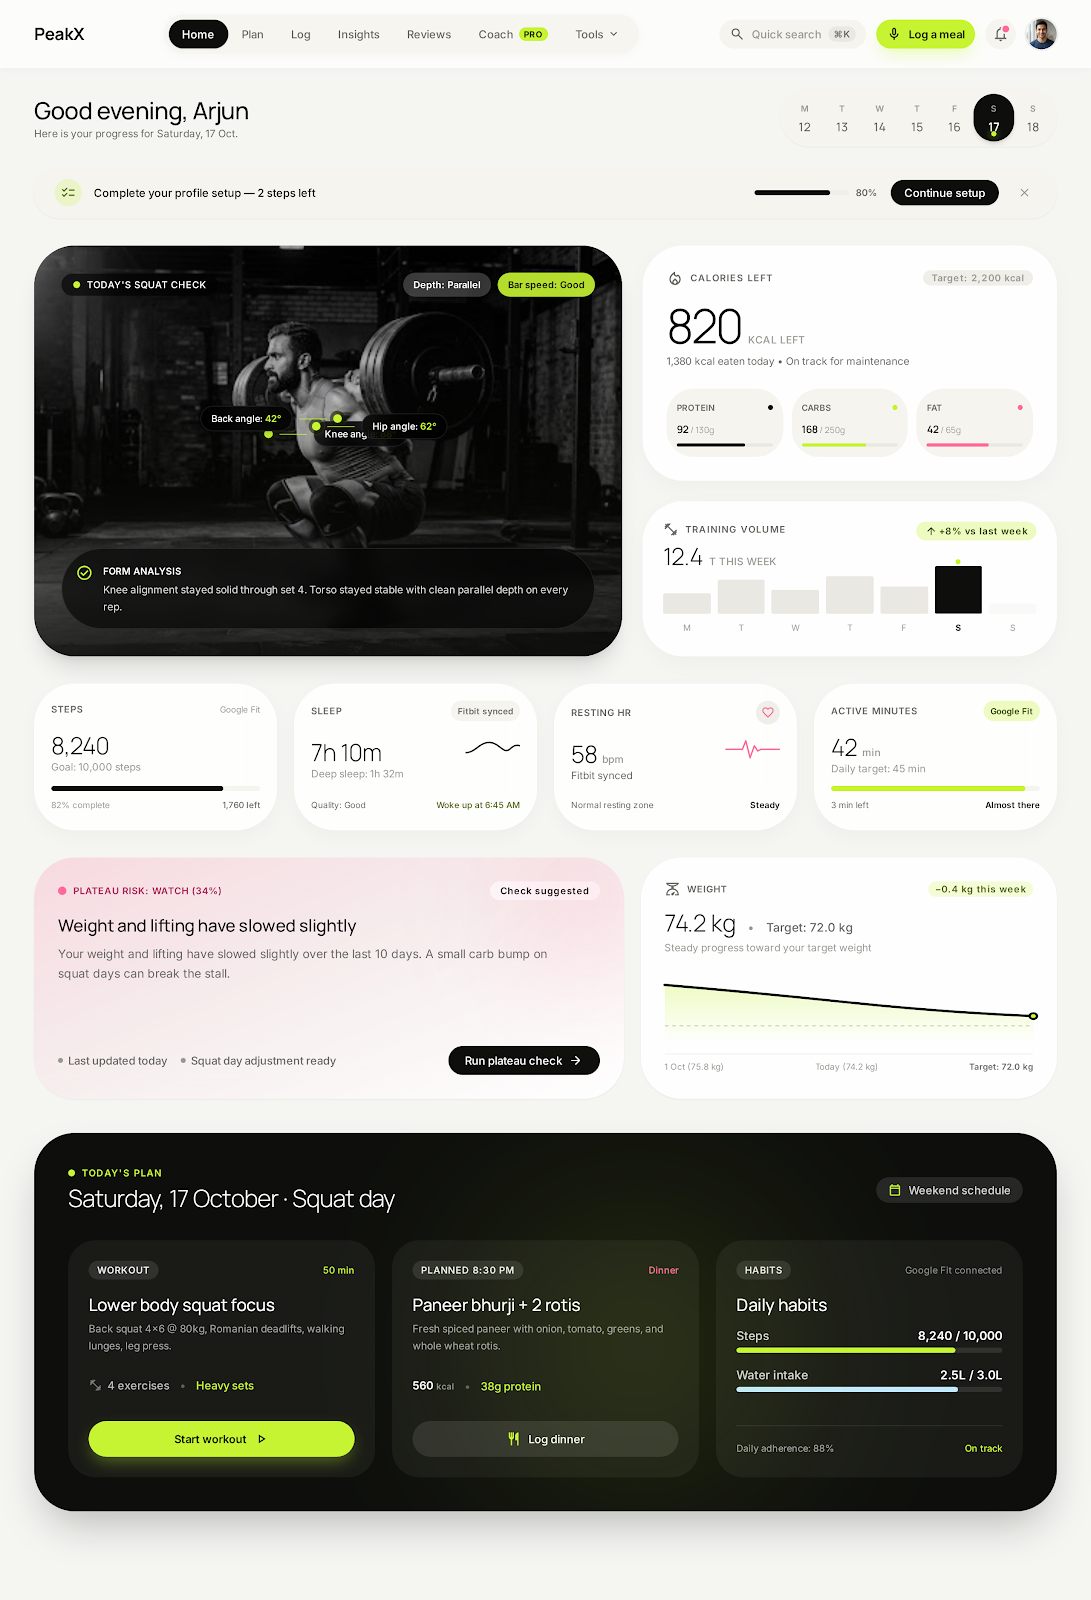 PeakX
Home
Plan
Log
Insights
Reviews
Coach PRO
Tools
Quick search ⌘K
Log a meal
Good evening, Arjun
Here is your progress for Saturday, 17 Oct.
M T W T F S S
12 13 14 15 16 17 18
Complete your profile setup — 2 steps left
80%
Continue setup
TODAY'S SQUAT CHECK
Depth: Parallel
Bar speed: Good
Back angle: 42°
Knee ang
Hip angle: 62°
FORM ANALYSIS
Knee alignment stayed solid through set 4. Torso stayed stable with clean parallel depth on every
rep.
CALORIES LEFT
Target: 2,200 kcal
820 KCAL LEFT
1,380 kcal eaten today • On track for maintenance
PROTEIN
92 / 130g
CARBS
168 / 250g
FAT
42 / 65g
TRAINING VOLUME
↑ +8% vs last week
12.4 T THIS WEEK
M T W T F S S
STEPS
Google Fit
8,240
Goal: 10,000 steps
82% complete
1,760 left
SLEEP
Fitbit synced
7h 10m
Deep sleep: 1h 32m
Quality: Good
Woke up at 6:45 AM
RESTING HR
58 bpm
Fitbit synced
Normal resting zone
Steady
ACTIVE MINUTES
Google Fit
42 min
Daily target: 45 min
3 min left
Almost there
PLATEAU RISK: WATCH (34%)
Check suggested
Weight and lifting have slowed slightly
Your weight and lifting have slowed slightly over the last 10 days. A small carb bump on
squat days can break the stall.
Last updated today
Squat day adjustment ready
Run plateau check →
WEIGHT
−0.4 kg this week
74.2 kg • Target: 72.0 kg
Steady progress toward your target weight
1 Oct (75.8 kg)
Today (74.2 kg)
Target: 72.0 kg
TODAY'S PLAN
Saturday, 17 October · Squat day
Weekend schedule
WORKOUT
50 min
Lower body squat focus
Back squat 4×6 @ 80kg, Romanian deadlifts, walking
lunges, leg press.
4 exercises • Heavy sets
Start workout
PLANNED 8:30 PM
Dinner
Paneer bhurji + 2 rotis
Fresh spiced paneer with onion, tomato, greens, and
whole wheat rotis.
560 kcal • 38g protein
Log dinner
HABITS
Google Fit connected
Daily habits
Steps
8,240 / 10,000
Water intake
2.5L / 3.0L
Daily adherence: 88%
On track